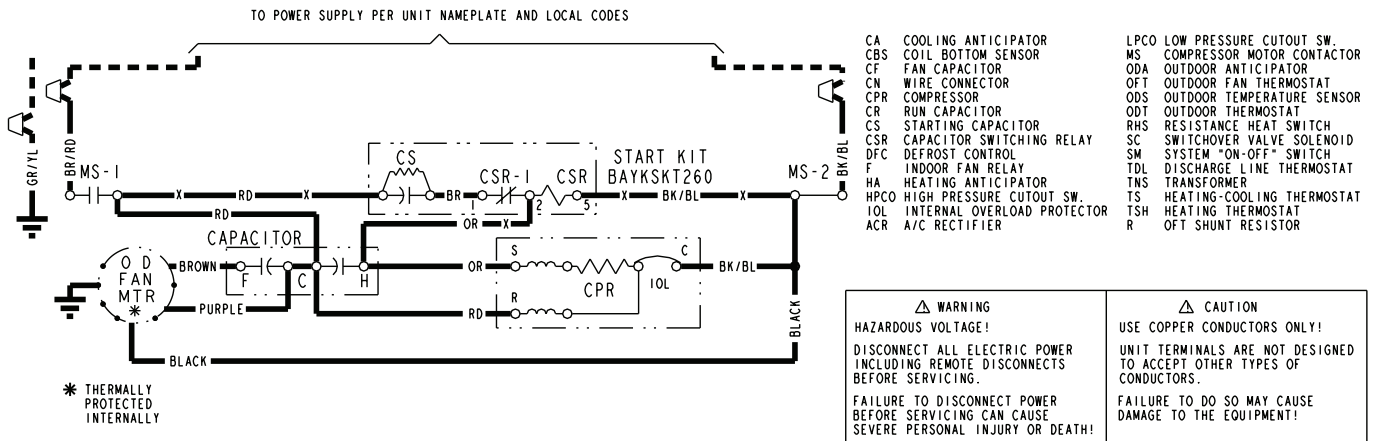 TO POWER SUPPLY PER UNIT NAMEPLATE AND LOCAL CODES
GR/YL
BR/RD
MS-1
X
RD
X
RD
CS
BR
CSR-1
1
2
CSR
5
START KIT
BAYKSKT260
X
BK/BL
X
MS-2
BK/BL
OR
X
CAPACITOR
O D
FAN
MTR
*
BROWN
F
C
H
PURPLE
OR
RD
S
R
CPR
IOL
C
BK/BL
BLACK
BLACK
* THERMALLY
PROTECTED
INTERNALLY
CA COOLING ANTICIPATOR
CBS COIL BOTTOM SENSOR
CF FAN CAPACITOR
CN WIRE CONNECTOR
CPR COMPRESSOR
CR RUN CAPACITOR
CS STARTING CAPACITOR
CSR CAPACITOR SWITCHING RELAY
DFC DEFROST CONTROL
F INDOOR FAN RELAY
HA HEATING ANTICIPATOR
HPCO HIGH PRESSURE CUTOUT SW.
IOL INTERNAL OVERLOAD PROTECTOR
ACR A/C RECTIFIER
LPCO LOW PRESSURE CUTOUT SW.
MS COMPRESSOR MOTOR CONTACTOR
ODA OUTDOOR ANTICIPATOR
OFT OUTDOOR FAN THERMOSTAT
ODS OUTDOOR TEMPERATURE SENSOR
ODT OUTDOOR THERMOSTAT
RHS RESISTANCE HEAT SWITCH
SC SWITCHOVER VALVE SOLENOID
SM SYSTEM "ON-OFF" SWITCH
TDL DISCHARGE LINE THERMOSTAT
TNS TRANSFORMER
TS HEATING-COOLING THERMOSTAT
TSH HEATING THERMOSTAT
R OFT SHUNT RESISTOR
⚠ WARNING
HAZARDOUS VOLTAGE!
DISCONNECT ALL ELECTRIC POWER
INCLUDING REMOTE DISCONNECTS
BEFORE SERVICING.
FAILURE TO DISCONNECT POWER
BEFORE SERVICING CAN CAUSE
SEVERE PERSONAL INJURY OR DEATH!
⚠ CAUTION
USE COPPER CONDUCTORS ONLY!
UNIT TERMINALS ARE NOT DESIGNED
TO ACCEPT OTHER TYPES OF
CONDUCTORS.
FAILURE TO DO SO MAY CAUSE
DAMAGE TO THE EQUIPMENT!